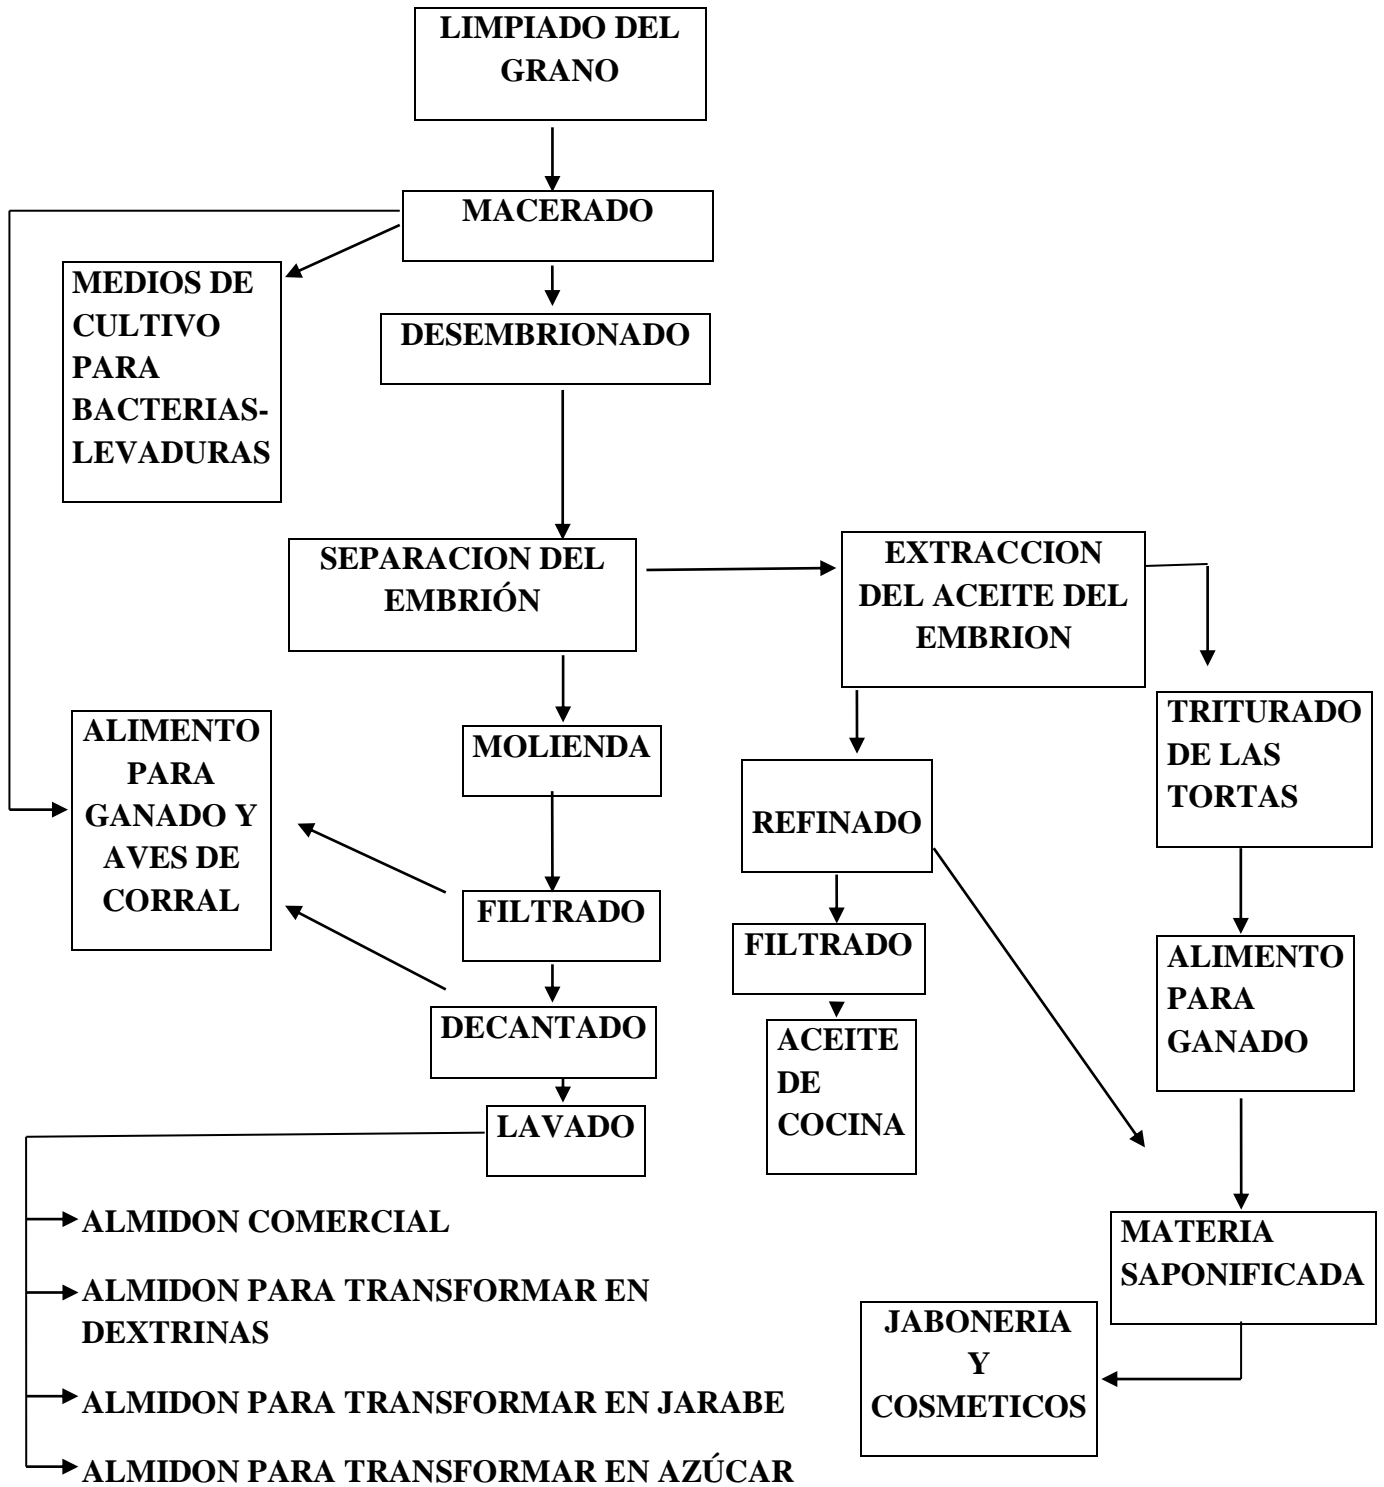 LIMPIADO DEL
GRANO
MACERADO
MEDIOS DE
CULTIVO
PARA
BACTERIAS-
LEVADURAS
DESEMBRIONADO
SEPARACION DEL
EMBRIÓN
EXTRACCION
DEL ACEITE DEL
EMBRION
ALIMENTO
PARA
GANADO Y
AVES DE
CORRAL
MOLIENDA
REFINADO
TRITURADO
DE LAS
TORTAS
FILTRADO
FILTRADO
ALIMENTO
PARA
GANADO
DECANTADO
ACEITE
DE
COCINA
LAVADO
ALMIDON COMERCIAL
ALMIDON PARA TRANSFORMAR EN
DEXTRINAS
ALMIDON PARA TRANSFORMAR EN JARABE
ALMIDON PARA TRANSFORMAR EN AZÚCAR
MATERIA
SAPONIFICADA
JABONERIA
Y
COSMETICOS